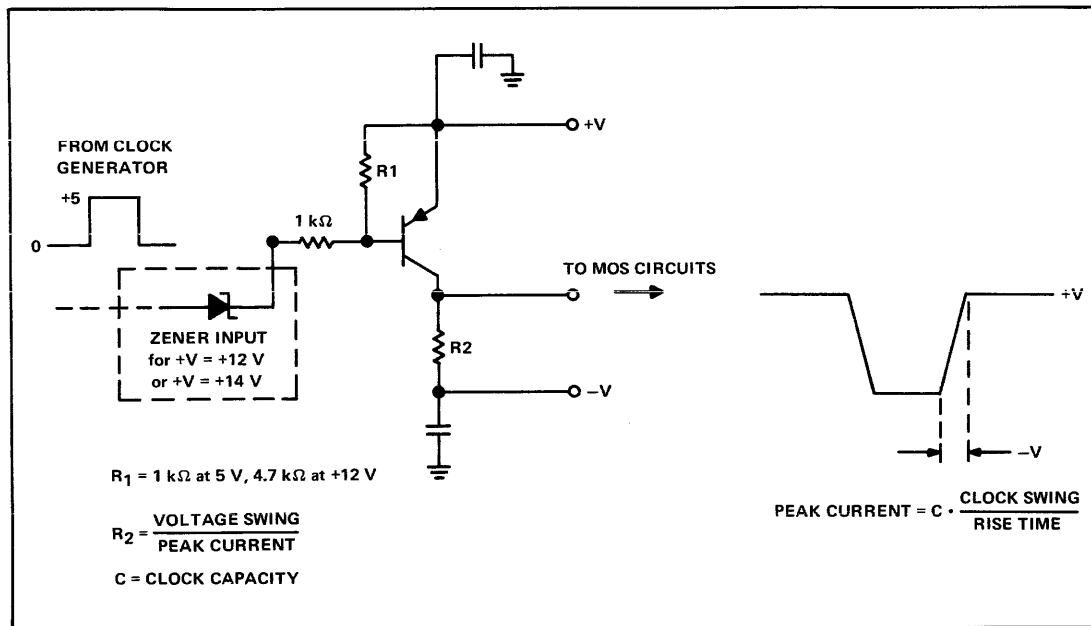 FROM CLOCK
GENERATOR
+5
0
1 kΩ
R1
+V
ZENER INPUT
for +V = +12 V
or +V = +14 V
TO MOS CIRCUITS
R2
−V
+V
−V
R1 = 1 kΩ at 5 V, 4.7 kΩ at +12 V
R2 = VOLTAGE SWING
PEAK CURRENT
C = CLOCK CAPACITY
PEAK CURRENT = C · CLOCK SWING
RISE TIME